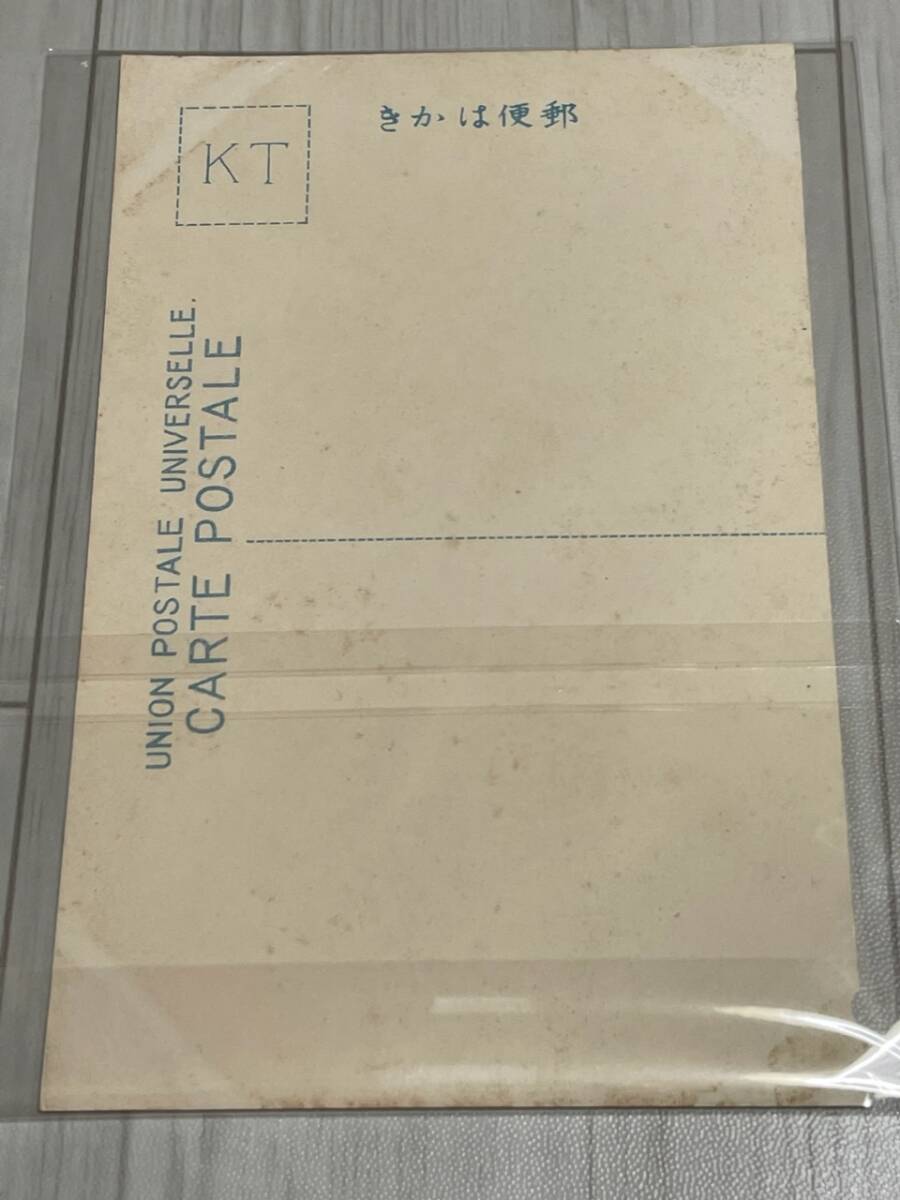 郵便はかき
KT
UNION POSTALE UNIVERSELLE.
CARTE POSTALE